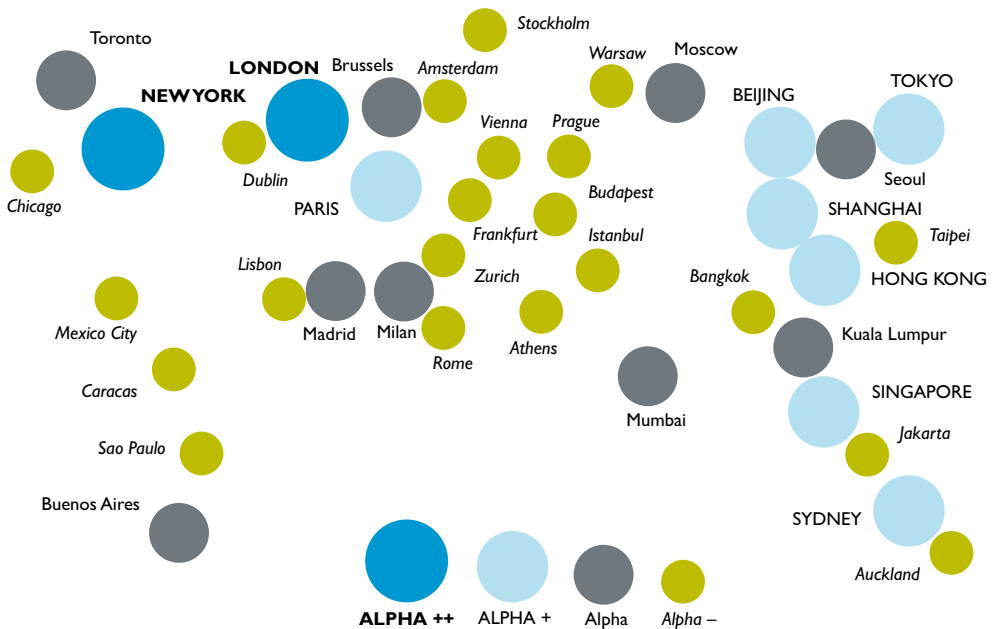 Stockholm
Toronto
Warsaw
Moscow
LONDON
Brussels
Amsterdam
TOKYO
NEW YORK
BEIJING
Vienna
Prague
Dublin
Seoul
Chicago
PARIS
Budapest
SHANGHAI
Frankfurt
Istanbul
Taipei
Lisbon
Zurich
Bangkok
HONG KONG
Mexico City
Madrid
Milan
Rome
Athens
Kuala Lumpur
Caracas
Mumbai
SINGAPORE
Jakarta
Sao Paulo
Buenos Aires
SYDNEY
Auckland
ALPHA ++
ALPHA +
Alpha
Alpha –